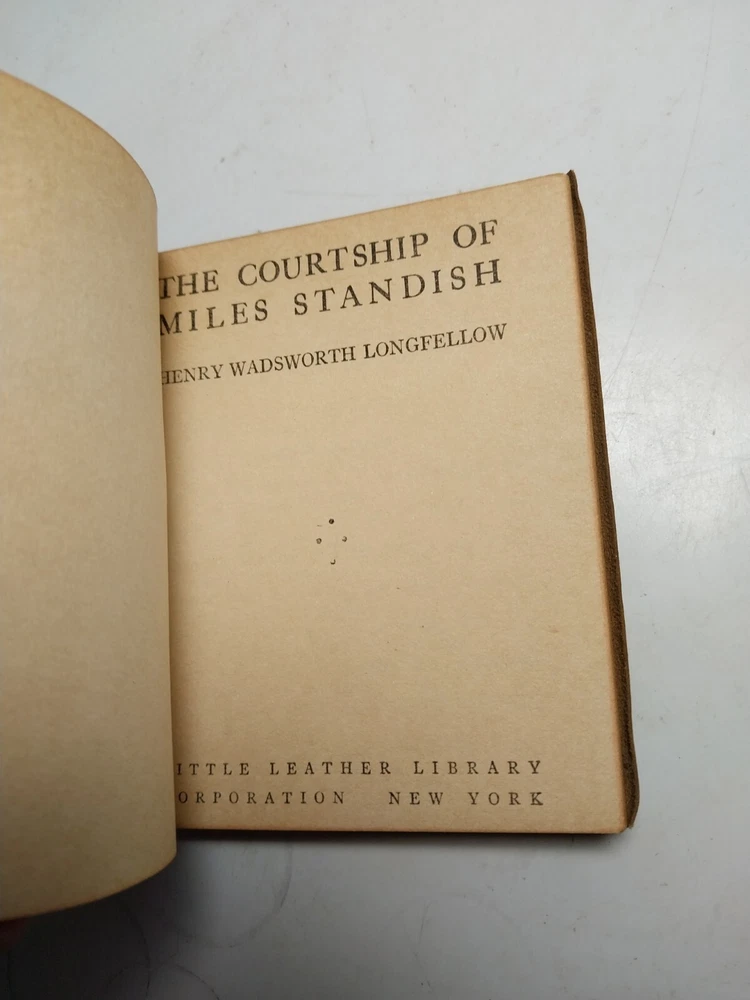 THE COURTSHIP OF
MILES STANDISH
HENRY WADSWORTH LONGFELLOW
ITTLE LEATHER LIBRARY
ORPORATION NEW YORK